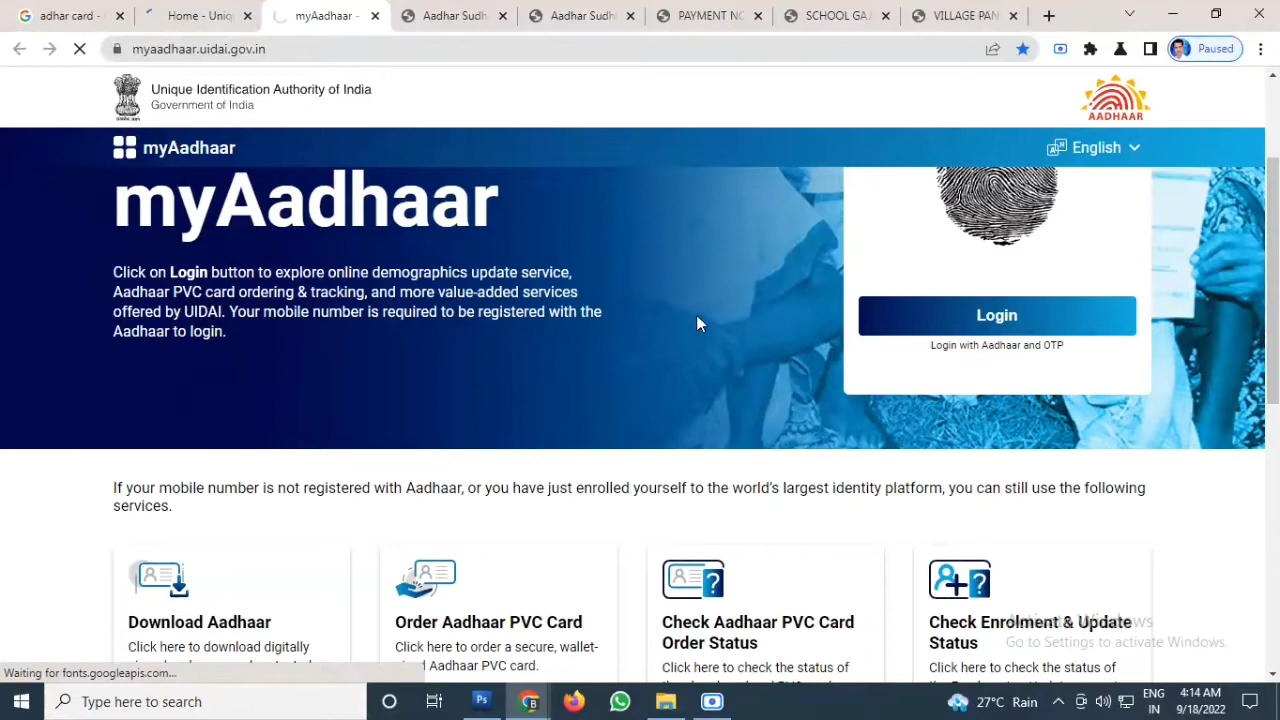 adhar card -
Home - Uniq
myAadhaar -
Aadhar Sudh
Aadhar Sudh
PAYMENT NO
SCHOOL GA
VILLAGE PAN
myaadhaar.uidai.gov.in
Paused
Unique Identification Authority of India
Government of India
AADHAAR
myAadhaar
English
myAadhaar
Click on Login button to explore online demographics update service,
Aadhaar PVC card ordering & tracking, and more value-added services
offered by UIDAI. Your mobile number is required to be registered with the
Aadhaar to login.
Login
Login with Aadhaar and OTP
If your mobile number is not registered with Aadhaar, or you have just enrolled yourself to the world's largest identity platform, you can still use the following
services.
Download Aadhaar
Click here to download digitally
Order Aadhaar PVC Card
Click here to order a secure, wallet-
Aadhaar PVC card.
Check Aadhaar PVC Card
Order Status
Click here to check the status of
Check Enrolment & Update
Status
Click here to check the status of
Activate Windows
Go to Settings to activate Windows.
Waiting for fonts.googleapis.com...
Type here to search
Ps
B
27°C Rain
ENG
IN
4:14 AM
9/18/2022